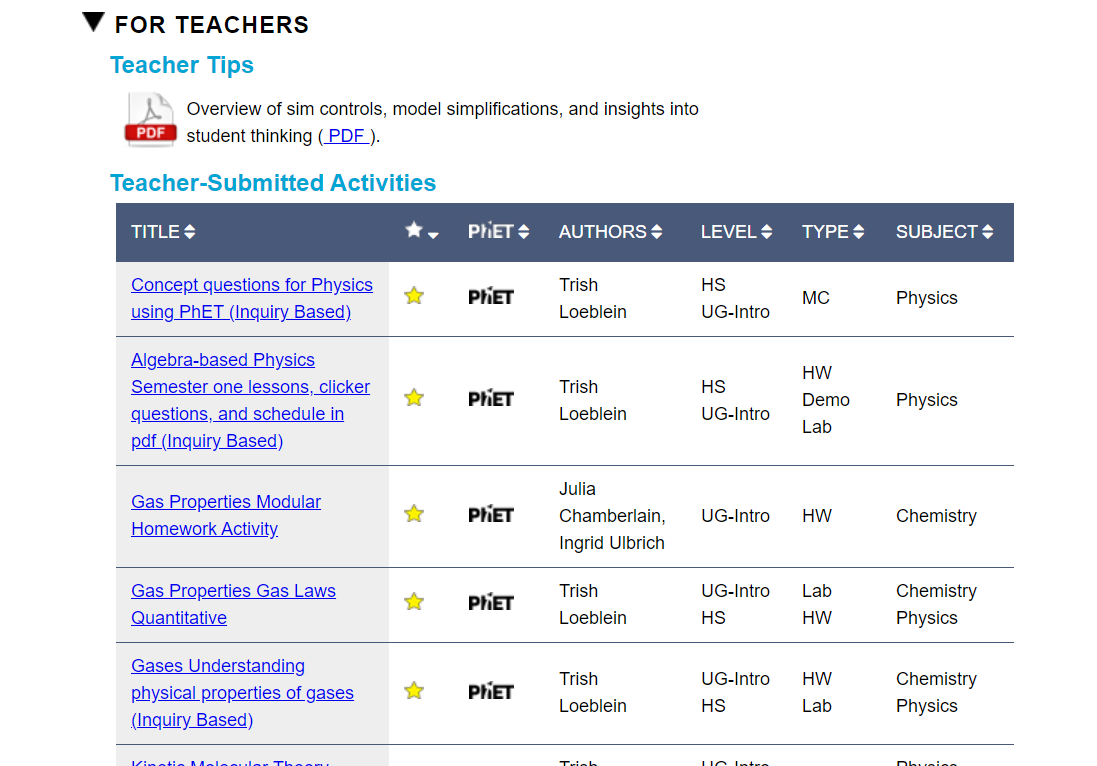 FOR TEACHERS
Teacher Tips
PDF
Overview of sim controls, model simplifications, and insights into
student thinking ( PDF ).
Teacher-Submitted Activities
TITLE PhET AUTHORS LEVEL TYPE SUBJECT
Concept questions for Physics
using PhET (Inquiry Based)
PhET
Trish
Loeblein
HS
UG-Intro
MC
Physics
Algebra-based Physics
Semester one lessons, clicker
questions, and schedule in
pdf (Inquiry Based)
PhET
Trish
Loeblein
HS
UG-Intro
HW
Demo
Lab
Physics
Gas Properties Modular
Homework Activity
PhET
Julia
Chamberlain,
Ingrid Ulbrich
UG-Intro
HW
Chemistry
Gas Properties Gas Laws
Quantitative
PhET
Trish
Loeblein
UG-Intro
HS
Lab
HW
Chemistry
Physics
Gases Understanding
physical properties of gases
(Inquiry Based)
PhET
Trish
Loeblein
UG-Intro
HS
HW
Lab
Chemistry
Physics
Kinetic Molecular Theory
Trish
UG-Intro
Physics